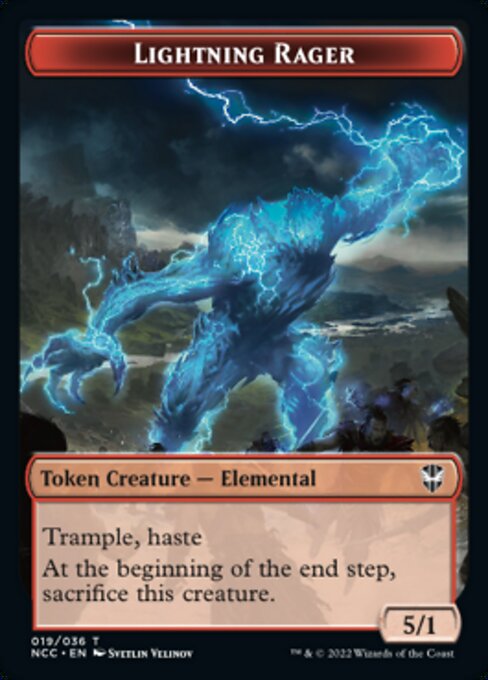 Lightning Rager
Token Creature — Elemental
Trample, haste
At the beginning of the end step,
sacrifice this creature.
5/1
019/036 T
NCC • EN Svetlin Velinov
™ & © 2022 Wizards of the Coast